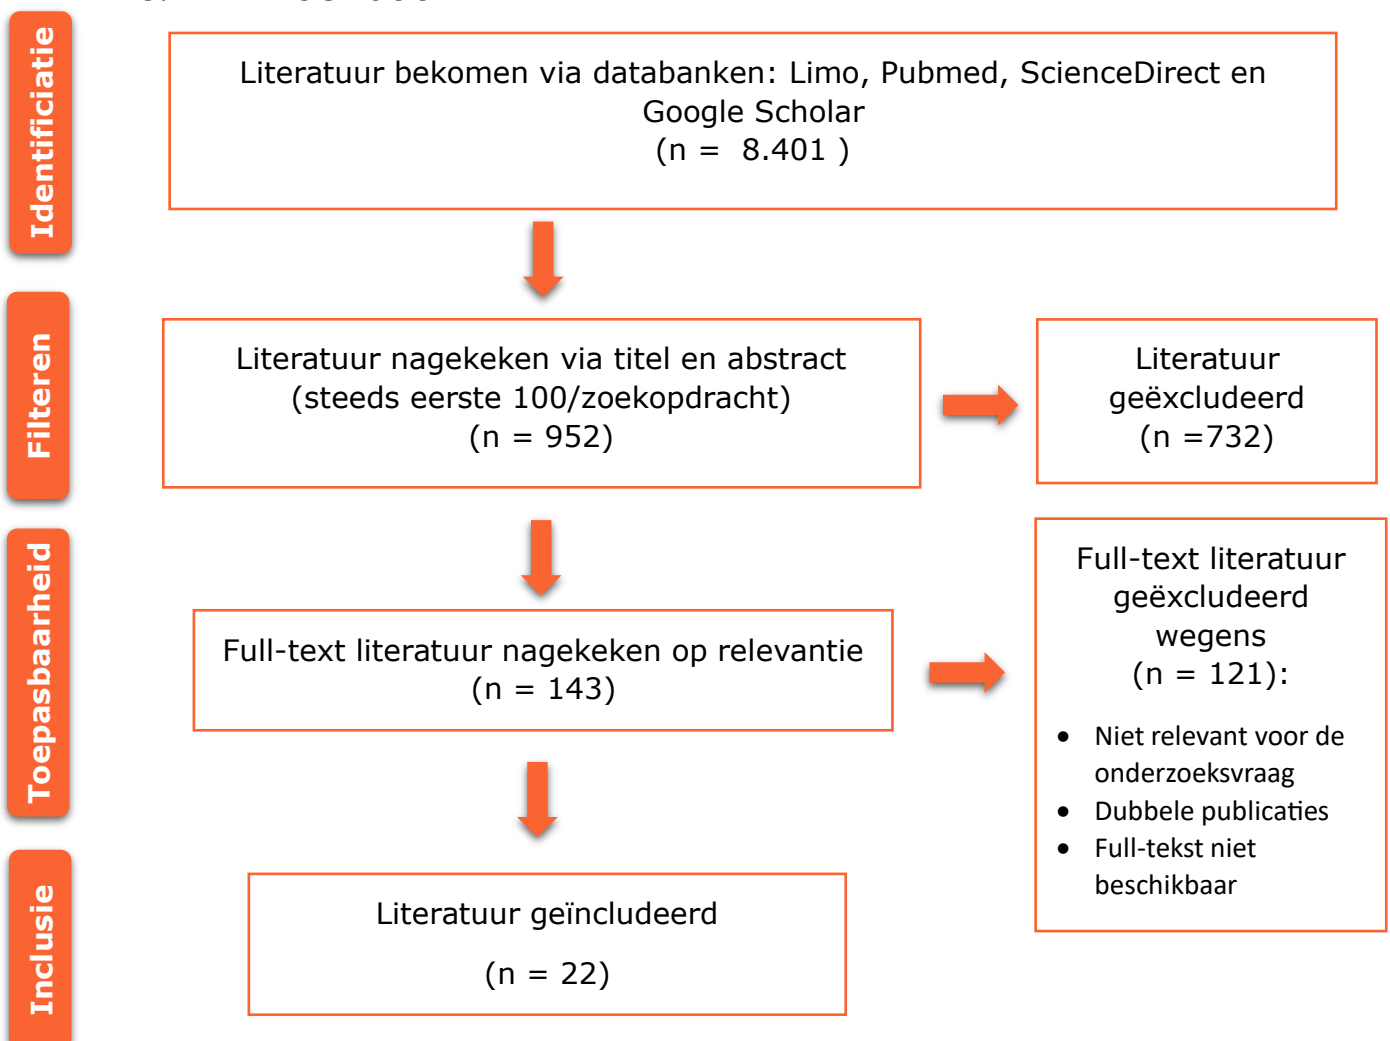 Identificiatie
Literatuur bekomen via databanken: Limo, Pubmed, ScienceDirect en
Google Scholar
(n =  8.401 )
Filteren
Literatuur nagekeken via titel en abstract
(steeds eerste 100/zoekopdracht)
(n = 952)
Literatuur
geëxcludeerd
(n =732)
Toepasbaarheid
Full-text literatuur nagekeken op relevantie
(n = 143)
Full-text literatuur
geëxcludeerd
wegens
(n = 121):
• Niet relevant voor de
onderzoeksvraag
• Dubbele publicaties
• Full-tekst niet
beschikbaar
Inclusie
Literatuur geïncludeerd
(n = 22)